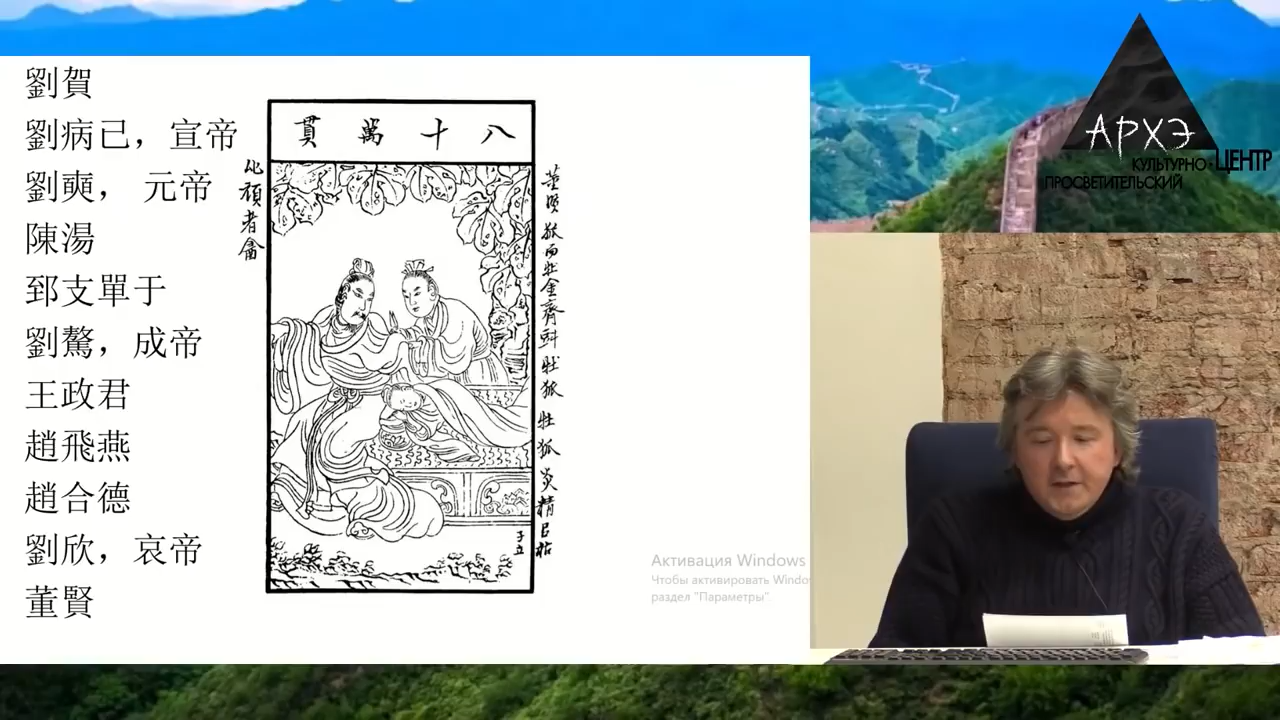 劉賀
劉病已，宣帝
劉奭， 元帝
陳湯
郅支單于
劉驁，成帝
王政君
趙飛燕
趙合德
劉欣，哀帝
董賢
貫 萬 十 八
Активация Windows
Чтобы активировать Windo
раздел "Параметры".
АРХЭ
КУЛЬТУРНО-ЦЕНТР
ПРОСВЕТИТЕЛЬСКИЙ